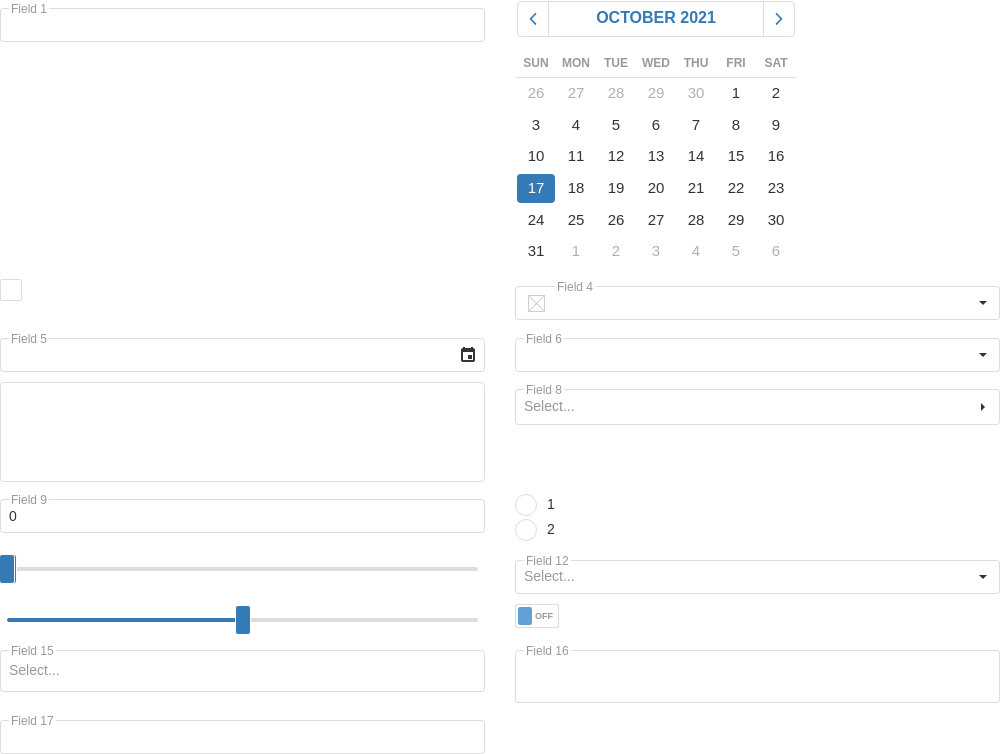 Field 1
OCTOBER 2021
SUN MON TUE WED THU FRI SAT
26 27 28 29 30 1 2
3 4 5 6 7 8 9
10 11 12 13 14 15 16
17 18 19 20 21 22 23
24 25 26 27 28 29 30
31 1 2 3 4 5 6
Field 4
Field 5
Field 6
Field 8
Select...
Field 9
0
1
2
Field 12
Select...
OFF
Field 15
Select...
Field 16
Field 17